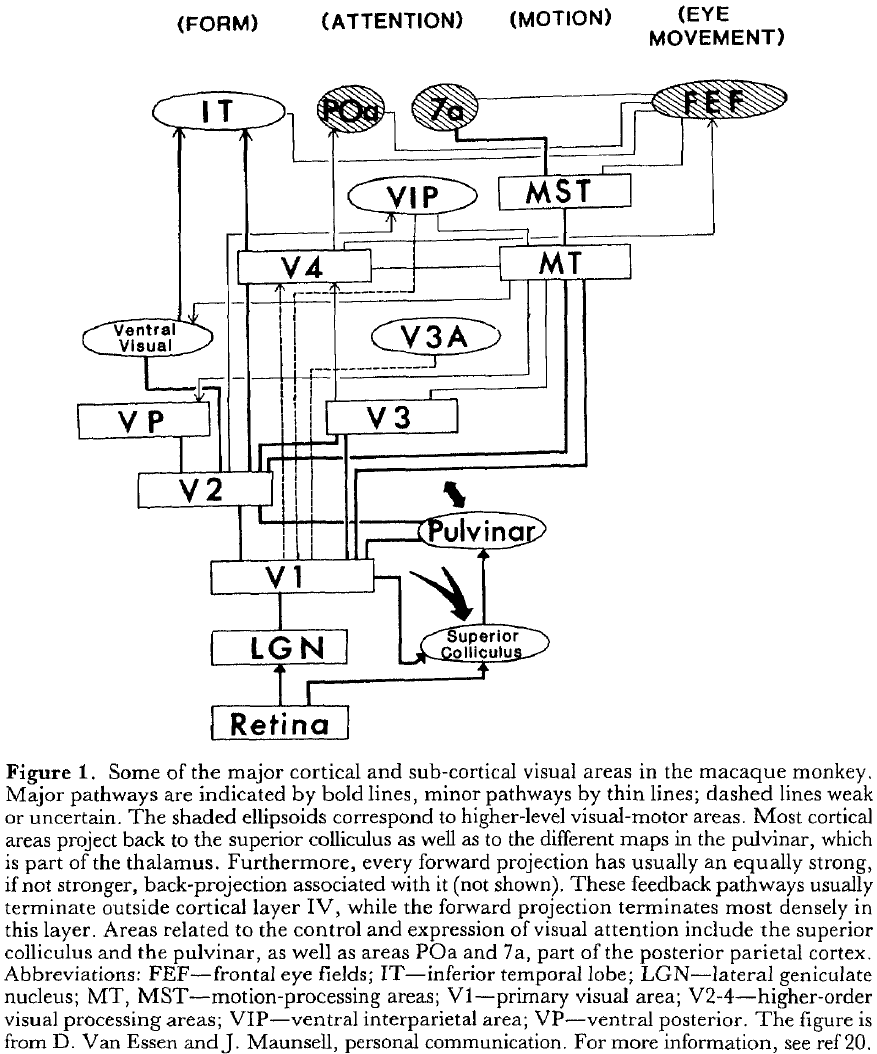 (FORM) (ATTENTION) (MOTION) (EYE
MOVEMENT)
IT POa 7a FEF
VIP MST
V4 MT
Ventral
Visual
V3A
VP V3
V2
Pulvinar
V1
LGN
Superior
Colliculus
Retina
Figure 1. Some of the major cortical and sub-cortical visual areas in the macaque monkey.
Major pathways are indicated by bold lines, minor pathways by thin lines; dashed lines weak
or uncertain. The shaded ellipsoids correspond to higher-level visual-motor areas. Most cortical
areas project back to the superior colliculus as well as to the different maps in the pulvinar, which
is part of the thalamus. Furthermore, every forward projection has usually an equally strong,
if not stronger, back-projection associated with it (not shown). These feedback pathways usually
terminate outside cortical layer IV, while the forward projection terminates most densely in
this layer. Areas related to the control and expression of visual attention include the superior
colliculus and the pulvinar, as well as areas POa and 7a, part of the posterior parietal cortex.
Abbreviations: FEF—frontal eye fields; IT—inferior temporal lobe; LGN—lateral geniculate
nucleus; MT, MST—motion-processing areas; V1—primary visual area; V2-4—higher-order
visual processing areas; VIP—ventral interparietal area; VP—ventral posterior. The figure is
from D. Van Essen and J. Maunsell, personal communication. For more information, see ref 20.